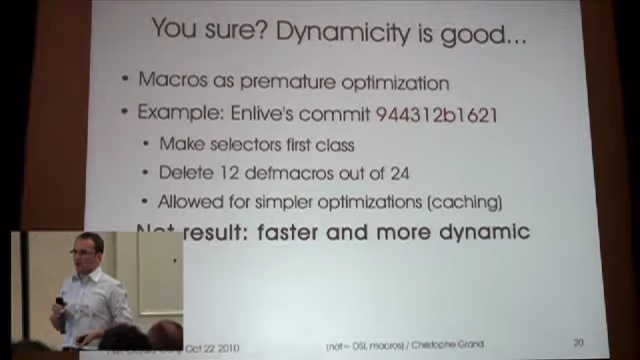 You sure? Dynamicity is good...
• Macros as premature optimization
• Example: Enlive's commit 944312b1621
• Make selectors first class
• Delete 12 defmacros out of 24
• Allowed for simpler optimizations (caching)
Net result: faster and more dynamic
Oct 22 2010
(not= DSL macros) / Christophe Grand
20